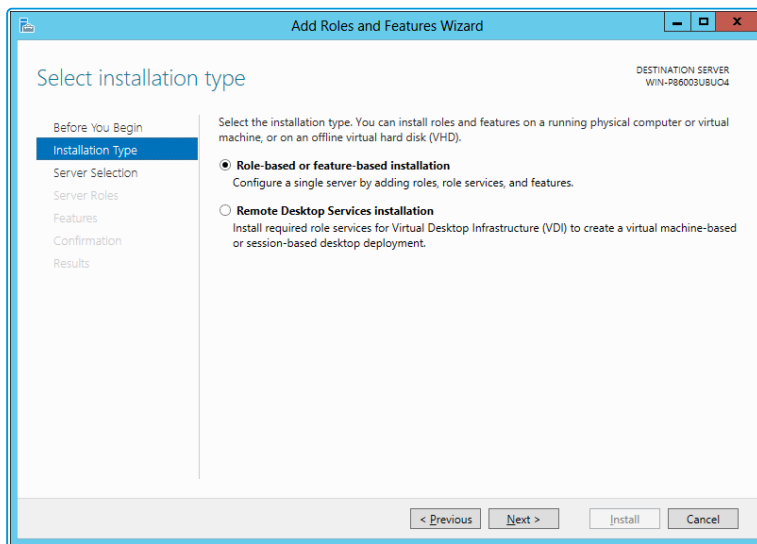 Add Roles and Features Wizard
Select installation type
DESTINATION SERVER
WIN-P86003UBUO4
Before You Begin
Installation Type
Server Selection
Server Roles
Features
Confirmation
Results
Select the installation type. You can install roles and features on a running physical computer or virtual
machine, or on an offline virtual hard disk (VHD).
Role-based or feature-based installation
Configure a single server by adding roles, role services, and features.
Remote Desktop Services installation
Install required role services for Virtual Desktop Infrastructure (VDI) to create a virtual machine-based
or session-based desktop deployment.
< Previous Next > Install Cancel